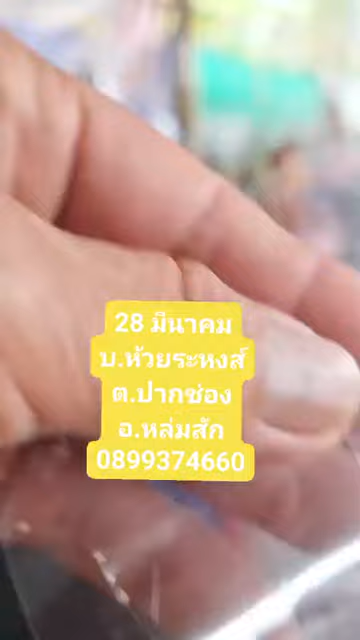 28 มีนาคม
บ.ห้วยระหงส์
ต.ปากช่อง
อ.หล่มสัก
0899374660